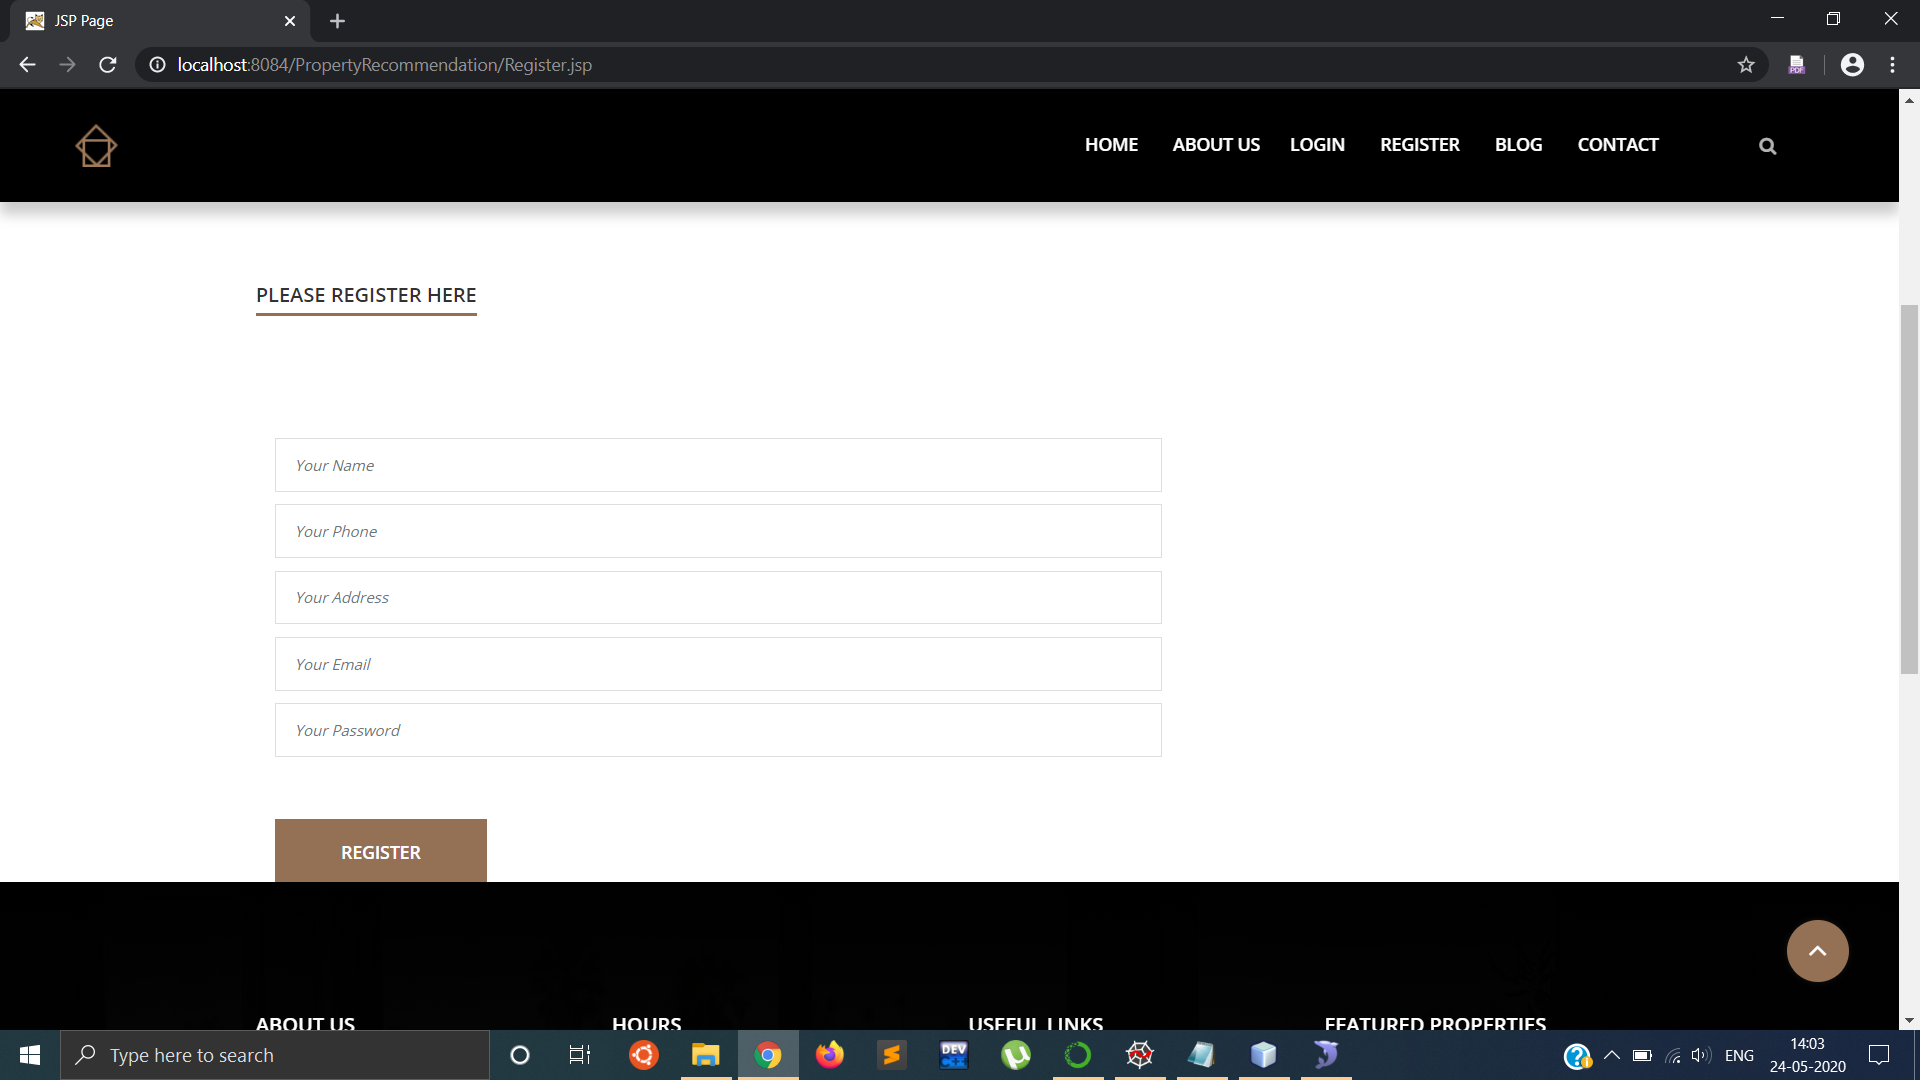 JSP Page
localhost:8084/PropertyRecommendation/Register.jsp
PDF
HOME ABOUT US LOGIN REGISTER BLOG CONTACT
PLEASE REGISTER HERE
Your Name
Your Phone
Your Address
Your Email
Your Password
REGISTER
ABOUT US HOURS USEFUL LINKS FEATURED PROPERTIES
Type here to search
DEV
C++
ENG
14:03
24-05-2020